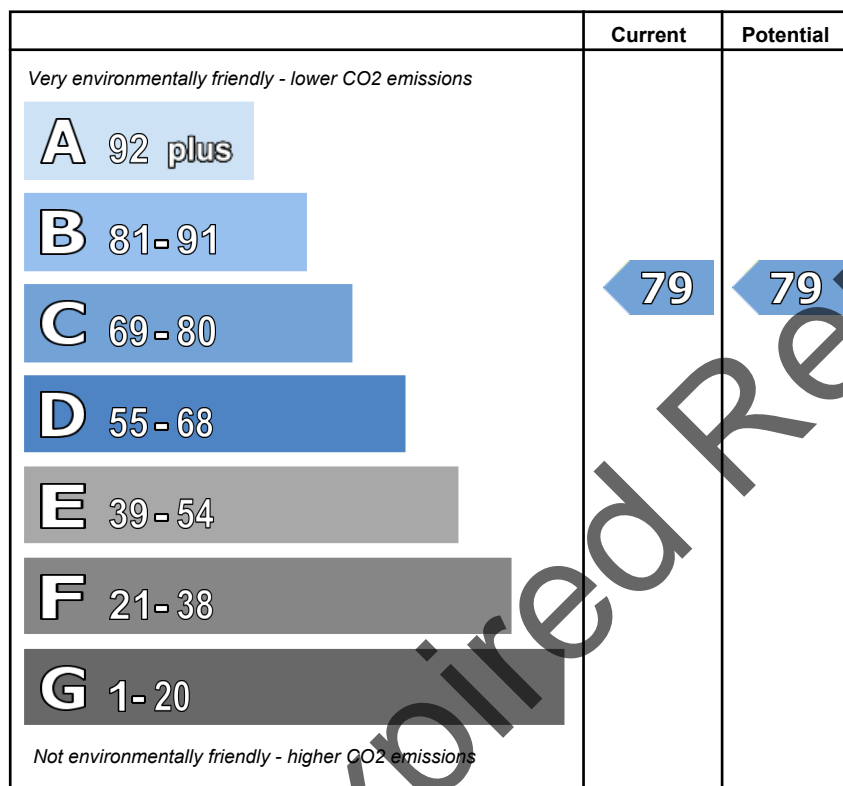 Current Potential
Very environmentally friendly - lower CO2 emissions
A 92 plus
B 81-91
C 69-80
79 79
D 55-68
E 39-54
F 21-38
G 1-20
Not environmentally friendly - higher CO2 emissions